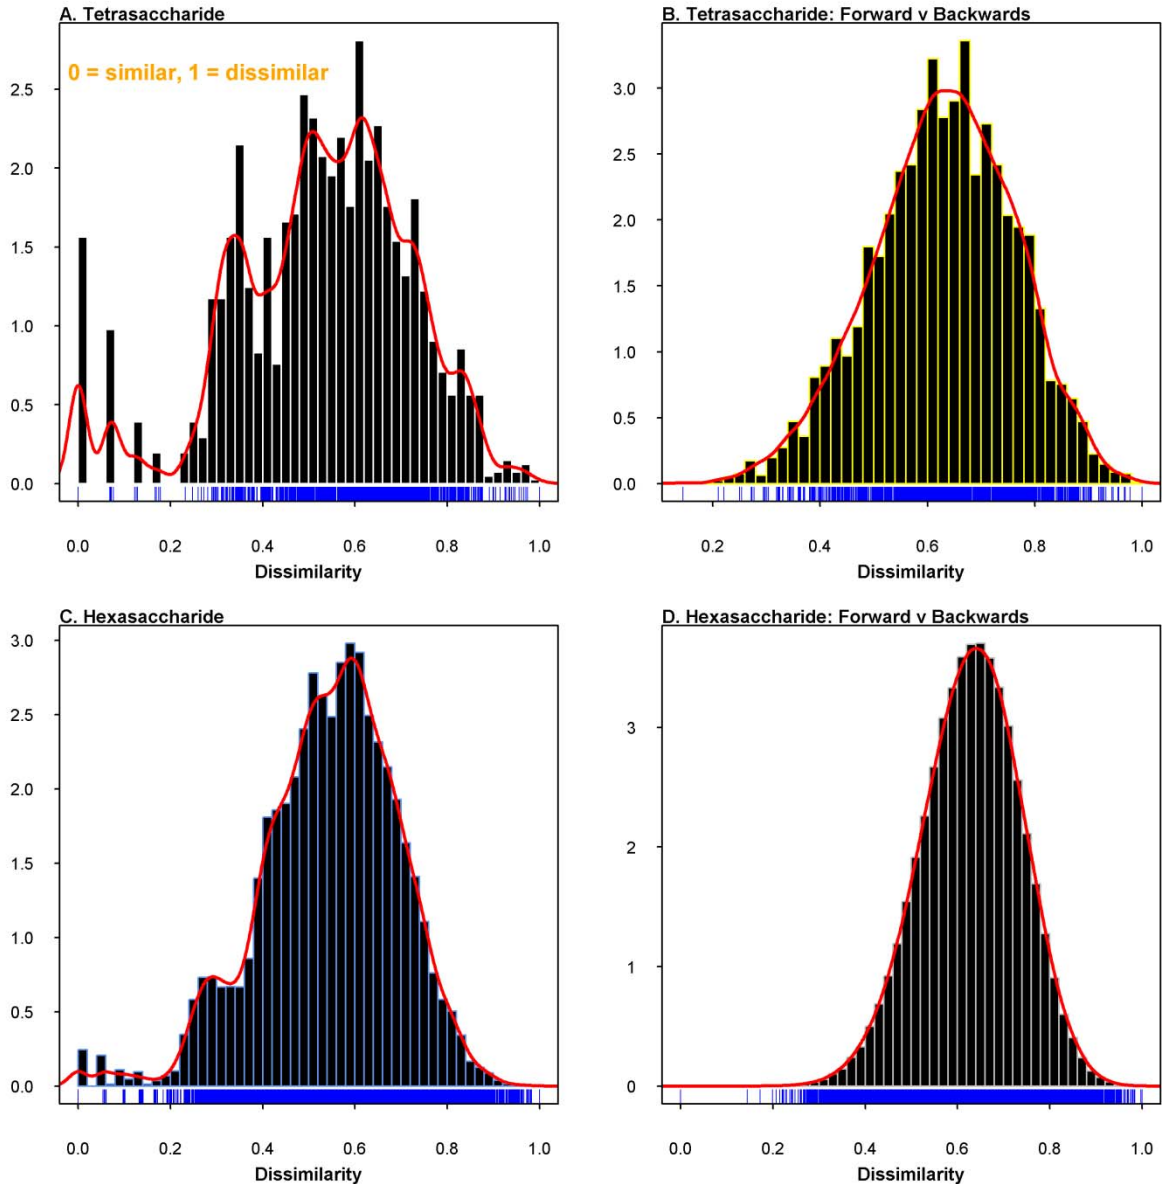 A. Tetrasaccharide
0 = similar, 1 = dissimilar
2.5
2.0
1.5
1.0
0.5
0.0
0.0 0.2 0.4 0.6 0.8 1.0
Dissimilarity
B. Tetrasaccharide: Forward v Backwards
3.0
2.5
2.0
1.5
1.0
0.5
0.0
0.2 0.4 0.6 0.8 1.0
Dissimilarity
C. Hexasaccharide
3.0
2.5
2.0
1.5
1.0
0.5
0.0
0.0 0.2 0.4 0.6 0.8 1.0
Dissimilarity
D. Hexasaccharide: Forward v Backwards
3
2
1
0
0.0 0.2 0.4 0.6 0.8 1.0
Dissimilarity